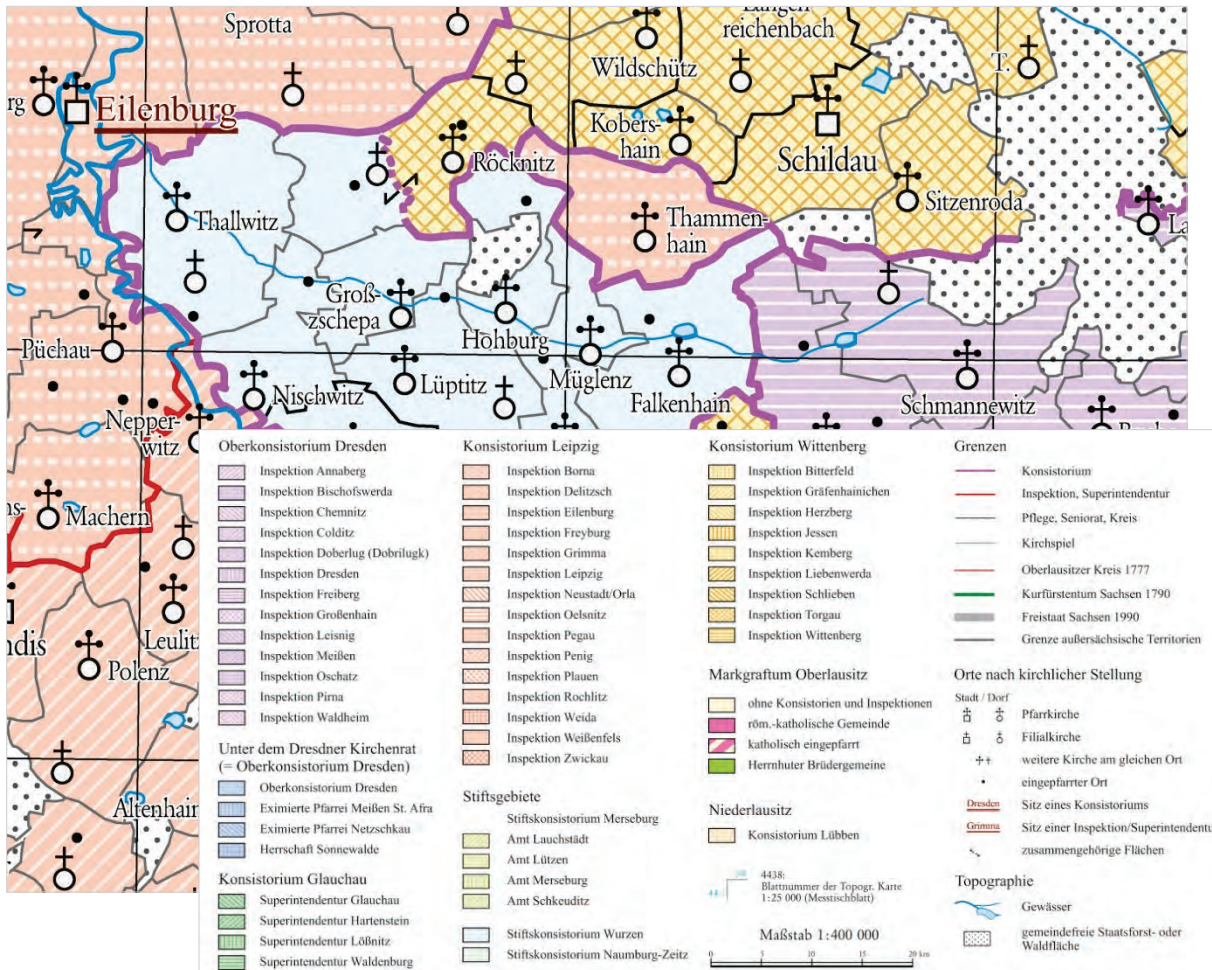 Sprotta
Langen
reichenbach
Wildschütz
T.
rg
Eilenburg
Kobers-
hain
Schildau
Röcknitz
Sitzenroda
Thallwitz
Thammen-
hain
La
Groß-
zschepa
Hohburg
Püchau
Nischwitz
Lüptitz
Müglenz
Falkenhain
Schmannewitz
Nepper-
witz
Machern
Leulitz
ndis
Polenz
Altenhain
Oberkonsistorium Dresden
Inspektion Annaberg
Inspektion Bischofswerda
Inspektion Chemnitz
Inspektion Colditz
Inspektion Doberlug (Dobrilugk)
Inspektion Dresden
Inspektion Freiberg
Inspektion Großenhain
Inspektion Leisnig
Inspektion Meißen
Inspektion Oschatz
Inspektion Pirna
Inspektion Waldheim
Unter dem Dresdner Kirchenrat
(= Oberkonsistorium Dresden)
Oberkonsistorium Dresden
Eximierte Pfarrei Meißen St. Afra
Eximierte Pfarrei Netzschkau
Herrschaft Sonnewalde
Konsistorium Glauchau
Superintendentur Glauchau
Superintendentur Hartenstein
Superintendentur Lößnitz
Superintendentur Waldenburg
Konsistorium Leipzig
Inspektion Borna
Inspektion Delitzsch
Inspektion Eilenburg
Inspektion Freyburg
Inspektion Grimma
Inspektion Leipzig
Inspektion Neustadt/Orla
Inspektion Oelsnitz
Inspektion Pegau
Inspektion Penig
Inspektion Plauen
Inspektion Rochlitz
Inspektion Weida
Inspektion Weißenfels
Inspektion Zwickau
Stiftsgebiete
Stiftskonsistorium Merseburg
Amt Lauchstädt
Amt Lützen
Amt Merseburg
Amt Schkeuditz
Stiftskonsistorium Wurzen
Stiftskonsistorium Naumburg-Zeitz
Konsistorium Wittenberg
Inspektion Bitterfeld
Inspektion Gräfenhainichen
Inspektion Herzberg
Inspektion Jessen
Inspektion Kemberg
Inspektion Liebenwerda
Inspektion Schlieben
Inspektion Torgau
Inspektion Wittenberg
Markgraftum Oberlausitz
ohne Konsistorien und Inspektionen
röm.-katholische Gemeinde
katholisch eingepfarrt
Herrnhuter Brüdergemeine
Niederlausitz
Konsistorium Lübben
4438:
Blattnummer der Topogr. Karte
1:25 000 (Messtischblatt)
Maßstab 1:400 000
0 5 10 15 20 km
Grenzen
Konsistorium
Inspektion, Superintendentur
Pflege, Seniorat, Kreis
Kirchspiel
Oberlausitzer Kreis 1777
Kurfürstentum Sachsen 1790
Freistaat Sachsen 1990
Grenze außersächsische Territorien
Orte nach kirchlicher Stellung
Stadt / Dorf
Pfarrkirche
Filialkirche
weitere Kirche am gleichen Ort
eingepfarrter Ort
Dresden Sitz eines Konsistoriums
Grimma Sitz einer Inspektion/Superintendentu
zusammengehörige Flächen
Topographie
Gewässer
gemeindefreie Staatsforst- oder
Waldfläche